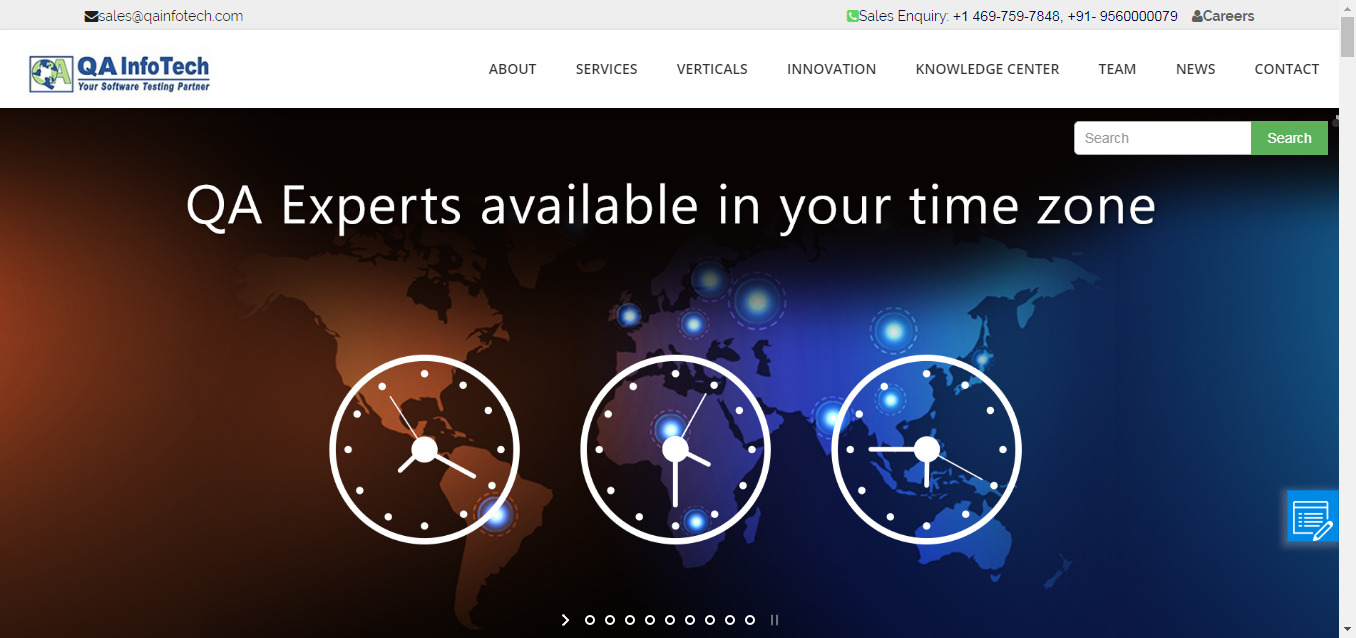 sales@qainfotech.com Sales Enquiry: +1 469-759-7848, +91- 9560000079 Careers
QA InfoTech
Your Software Testing Partner
ABOUT SERVICES VERTICALS INNOVATION KNOWLEDGE CENTER TEAM NEWS CONTACT
Search Search
QA Experts available in your time zone